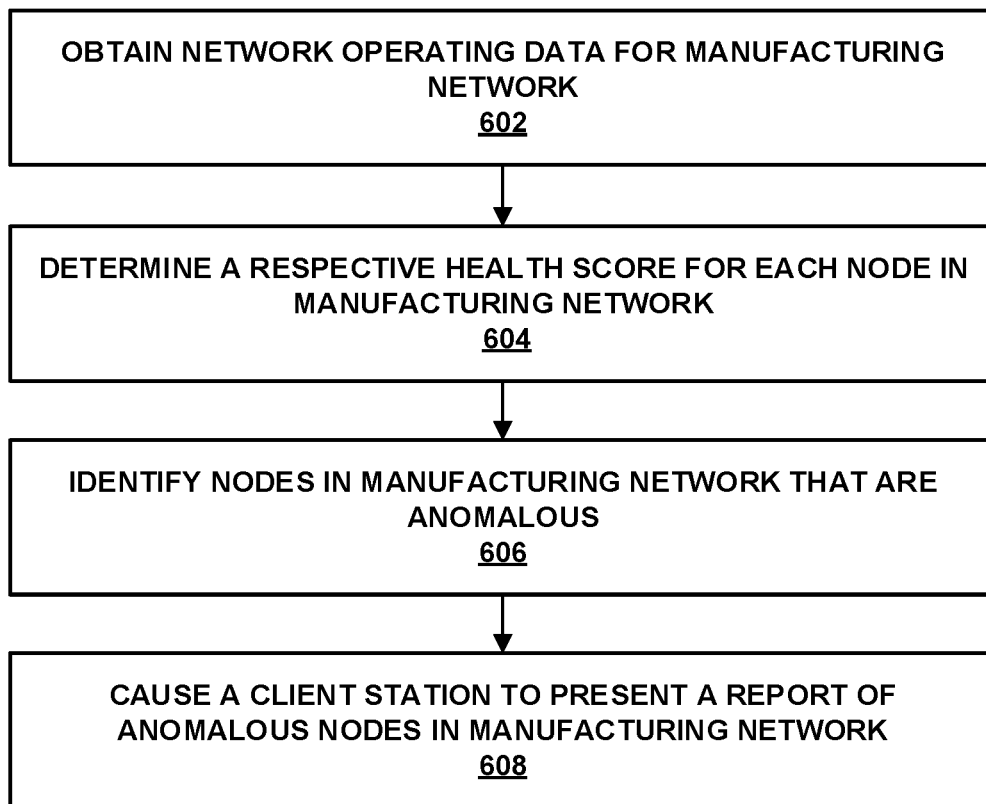 OBTAIN NETWORK OPERATING DATA FOR MANUFACTURING
NETWORK
602
DETERMINE A RESPECTIVE HEALTH SCORE FOR EACH NODE IN
MANUFACTURING NETWORK
604
IDENTIFY NODES IN MANUFACTURING NETWORK THAT ARE
ANOMALOUS
606
CAUSE A CLIENT STATION TO PRESENT A REPORT OF
ANOMALOUS NODES IN MANUFACTURING NETWORK
608